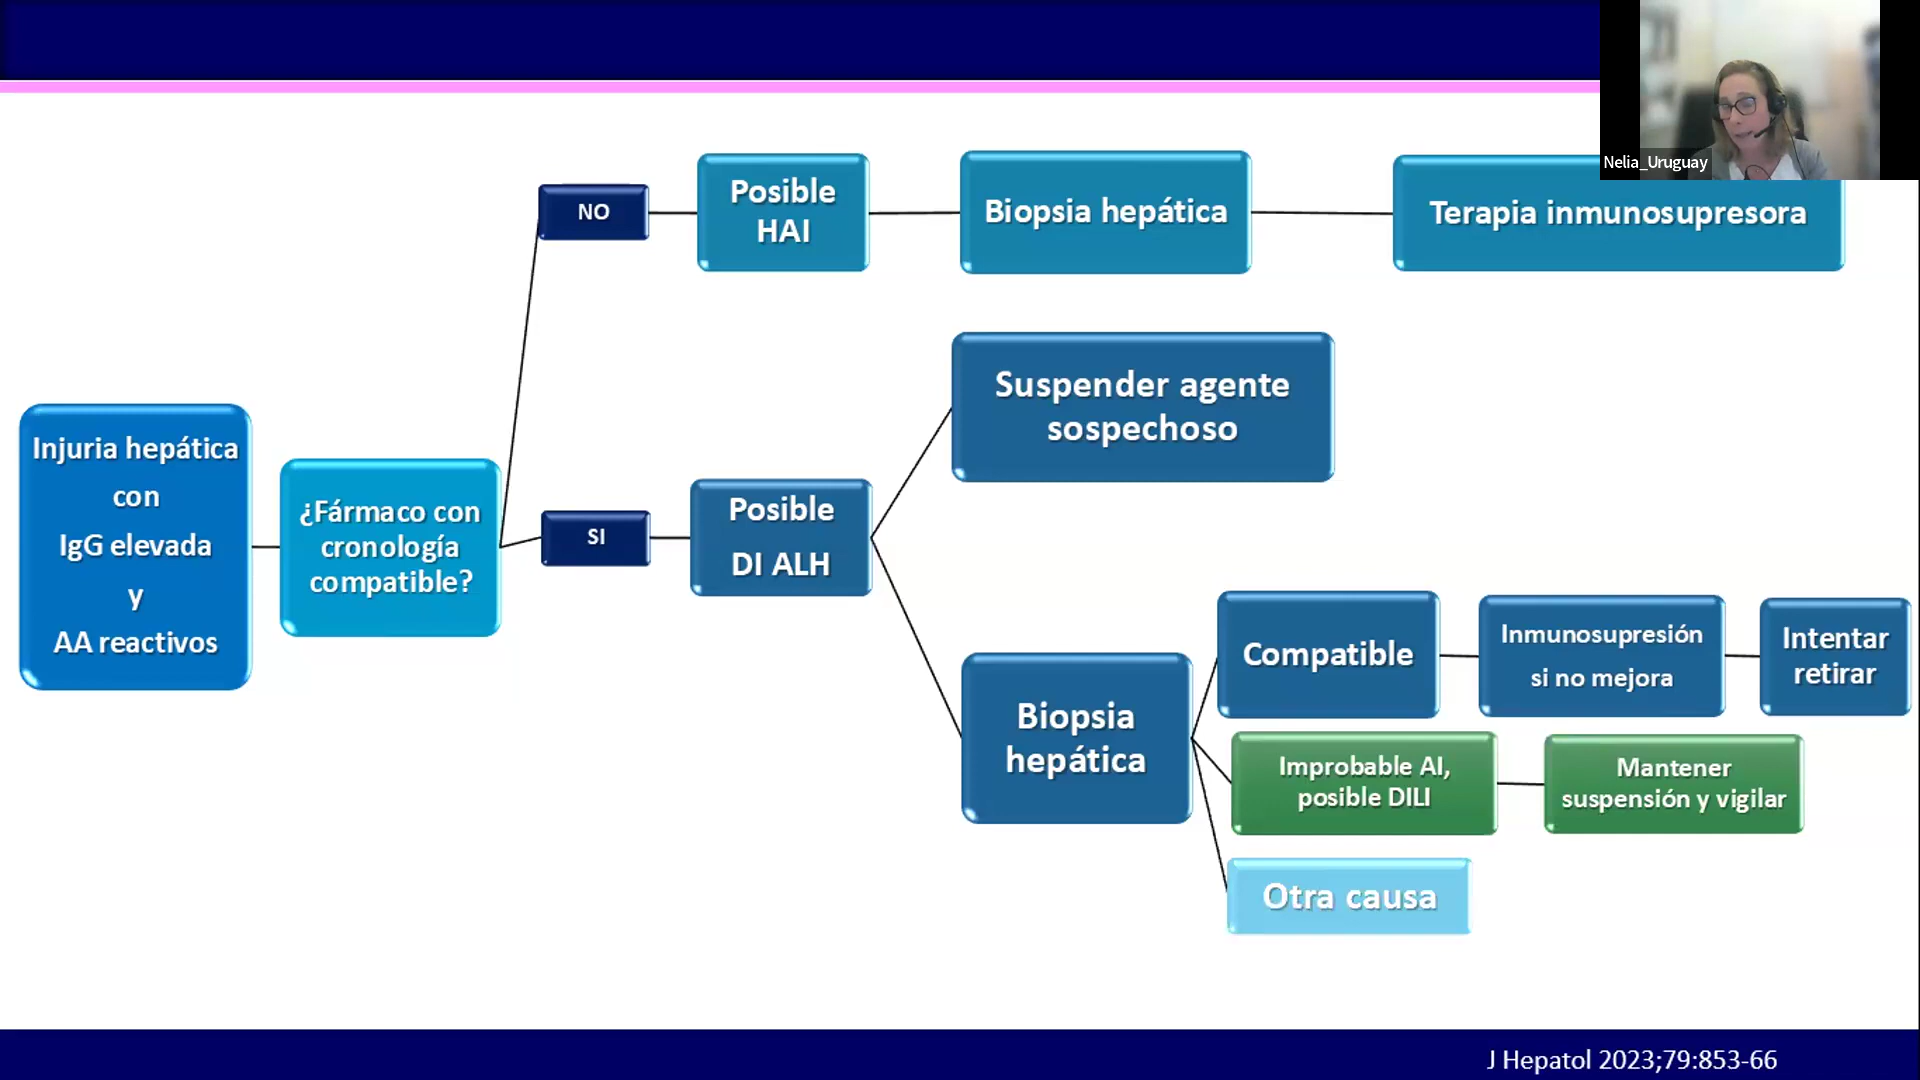 Nelia_Uruguay
NO
Posible
HAI
Biopsia hepática
Terapia inmunosupresora
Injuria hepática
con
IgG elevada
y
AA reactivos
¿Fármaco con
cronología
compatible?
SI
Posible
DI ALH
Suspender agente
sospechoso
Biopsia
hepática
Compatible
Inmunosupresión
si no mejora
Intentar
retirar
Improbable AI,
posible DILI
Mantener
suspensión y vigilar
Otra causa
J Hepatol 2023;79:853-66